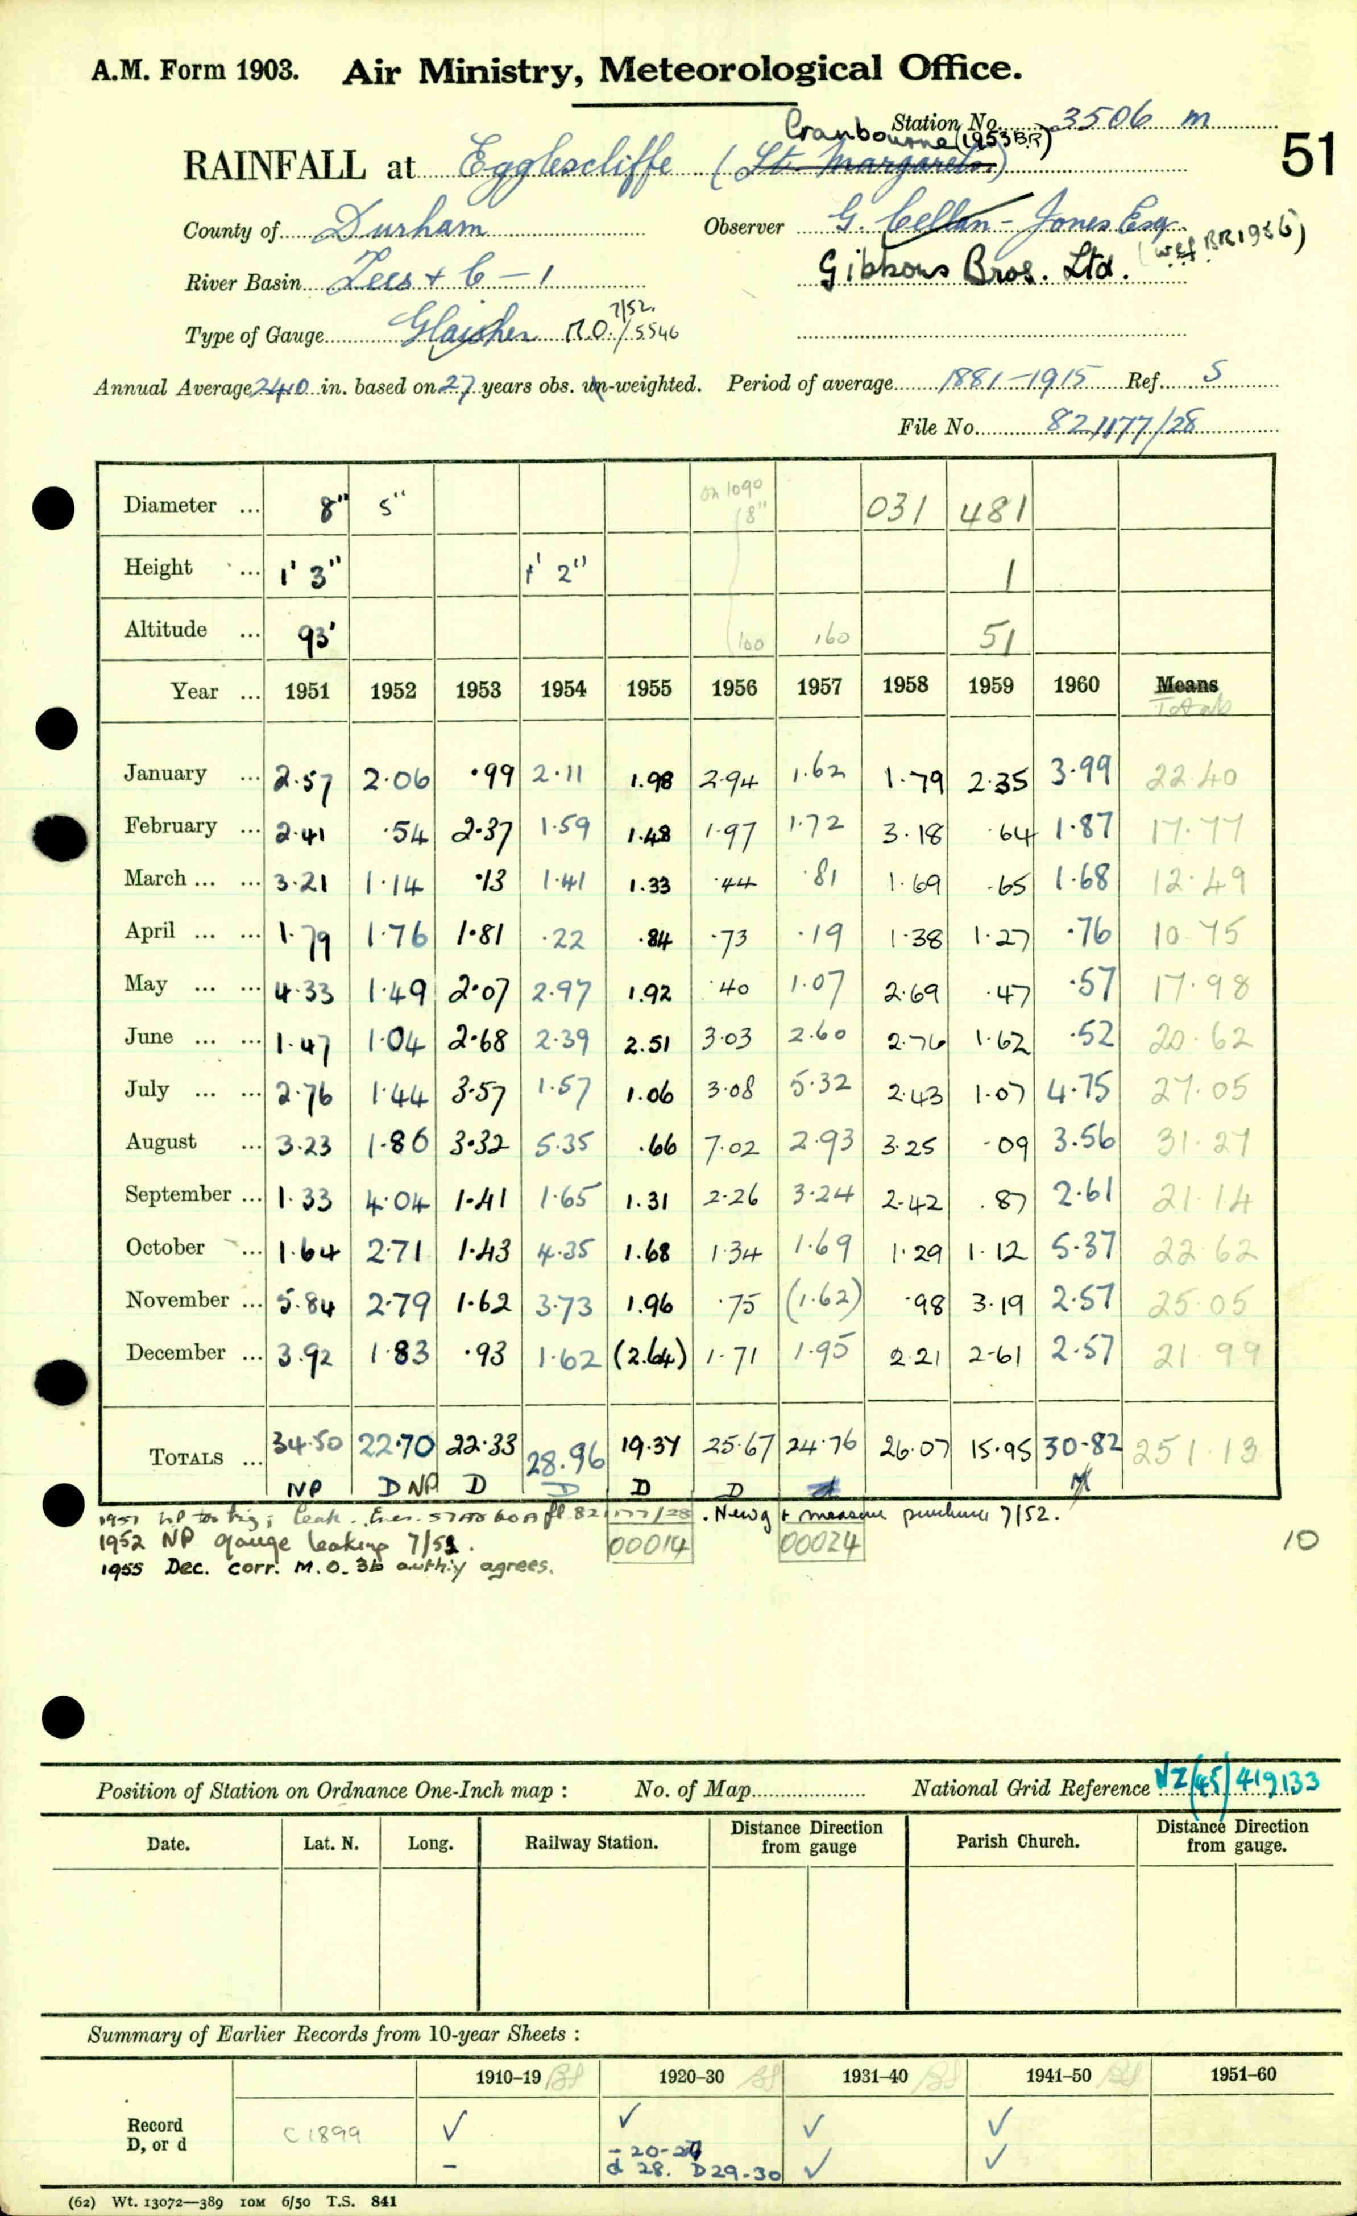 A.M. Form 1903. Air Ministry, Meteorological Office.
Station No. 3506 m
Cranbourne (1953 BR)
51
RAINFALL at Egglescliffe (St. Margarets)
County of Durham Observer G. Cellan-Jones Esq
River Basin Tees + C - 1 Gibbons Bros. Ltd. (wef BR 1956)
7/52.
Type of Gauge Glaisher M.O. /5546
Annual Average 24.0 in. based on 27 years obs. un-weighted. Period of average 1881-1915 Ref. S
File No. 82/177/28
Diameter ... 8" 5" on 1090 8" 031 481
Height ... 1' 3" 1' 2" 1
Altitude ... 93' 100 160 51
Year ... 1951 1952 1953 1954 1955 1956 1957 1958 1959 1960 Means
Totals
January ... 2.57 2.06 .99 2.11 1.98 2.94 1.62 1.79 2.35 3.99 22.40
February ... 2.41 .54 2.37 1.59 1.48 1.97 1.72 3.18 .64 1.87 17.77
March ... ... 3.21 1.14 .13 1.41 1.33 .44 .81 1.69 .65 1.68 12.49
April ... ... 1.79 1.76 1.81 .22 .84 .73 .19 1.38 1.27 .76 10.75
May ... ... 4.33 1.49 2.07 2.97 1.92 .40 1.07 2.69 .47 .57 17.98
June ... ... 1.47 1.04 2.68 2.39 2.51 3.03 2.60 2.76 1.62 .52 20.62
July ... ... 2.76 1.44 3.57 1.57 1.06 3.08 5.32 2.43 1.07 4.75 27.05
August ... 3.23 1.86 3.32 5.35 .66 7.02 2.93 3.25 .09 3.56 31.27
September ... 1.33 4.04 1.41 1.65 1.31 2.26 3.24 2.42 .87 2.61 21.14
October ... 1.64 2.71 1.43 4.35 1.68 1.34 1.69 1.29 1.12 5.37 22.62
November ... 5.84 2.79 1.62 3.73 1.96 .75 (1.62) .98 3.19 2.57 25.05
December ... 3.92 1.83 .93 1.62 (2.64) 1.71 1.95 2.21 2.61 2.57 21.99
TOTALS ... 34.50 22.70 22.33 28.96 19.37 25.67 24.76 26.07 15.95 30.82 251.13
NP D NP D D D D d
1951 NP too big; leak. 82177/28. New g + measure purchase 7/52.
1952 NP gauge leaking 7/52. 00014 00024 10
1955 Dec. corr. M.O. 3b auth'y agrees.
Position of Station on Ordnance One-Inch map : No. of Map National Grid Reference NZ (45) 419133
Date. Lat. N. Long. Railway Station. Distance Direction from gauge Parish Church. Distance Direction from gauge.
Summary of Earlier Records from 10-year Sheets :
1910-19 1920-30 1931-40 1941-50 1951-60
Record C 1899 ✓ ✓ ✓ ✓
D, or d - - 20-27 ✓ ✓
d 28. D 29-30
(62) Wt. 13072—389 10M 6/50 T.S. 841